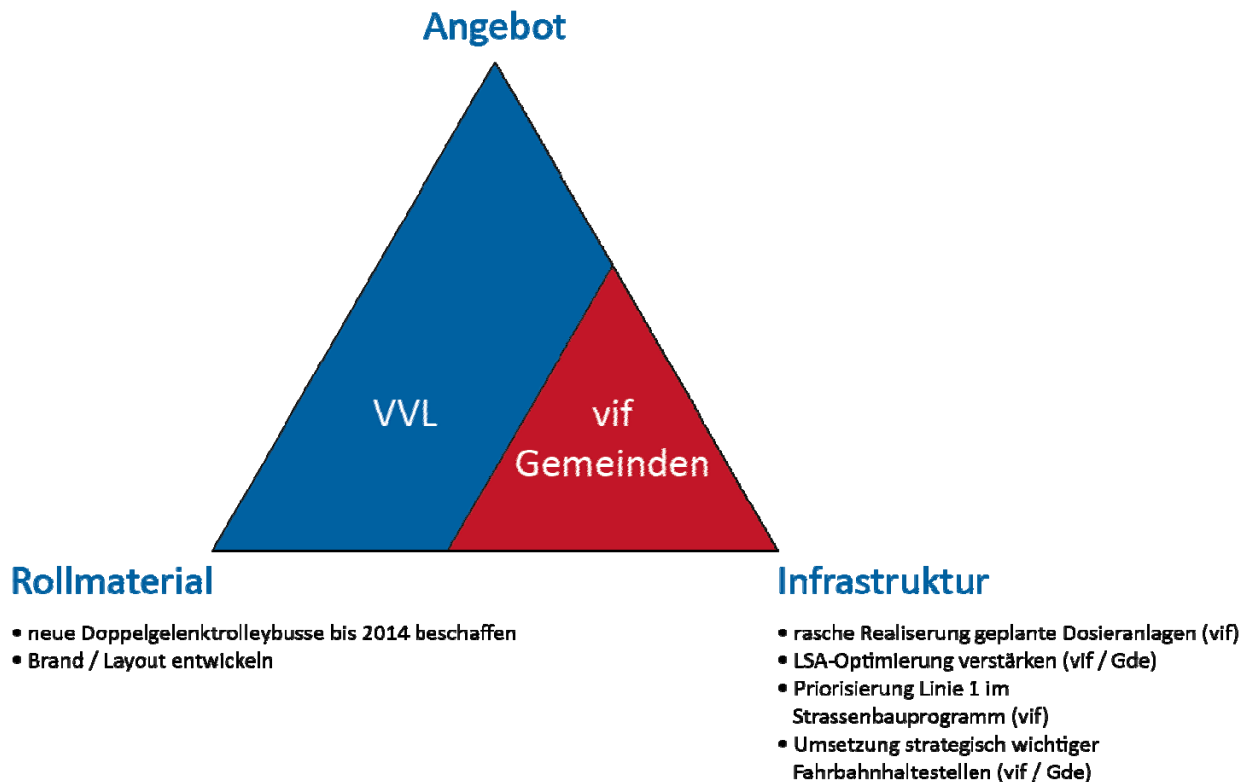 Angebot
VVL
vif
Gemeinden
Rollmaterial
• neue Doppelgelenktrolleybusse bis 2014 beschaffen
• Brand / Layout entwickeln
Infrastruktur
• rasche Realiserung geplante Dosieranlagen (vif)
• LSA-Optimierung verstärken (vif / Gde)
• Priorisierung Linie 1 im
Strassenbauprogramm (vif)
• Umsetzung strategisch wichtiger
Fahrbahnhaltestellen (vif / Gde)